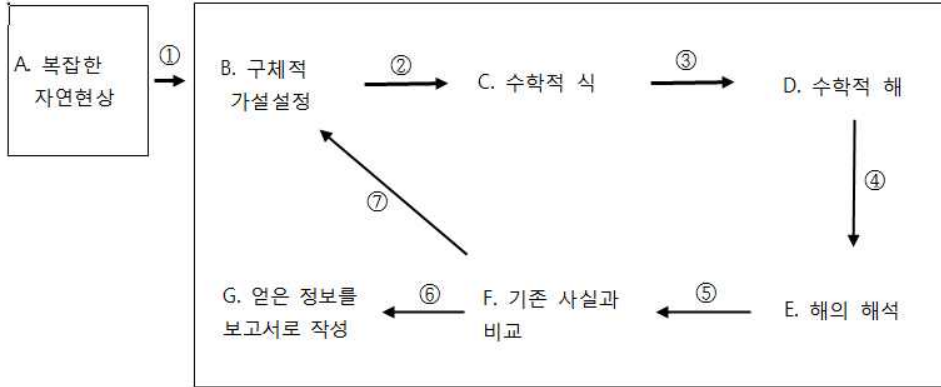 A. 복잡한
자연현상
①
B. 구체적
가설설정
②
C. 수학적 식
③
D. 수학적 해
④
⑦
G. 얻은 정보를
보고서로 작성
⑥
F. 기존 사실과
비교
⑤
E. 해의 해석